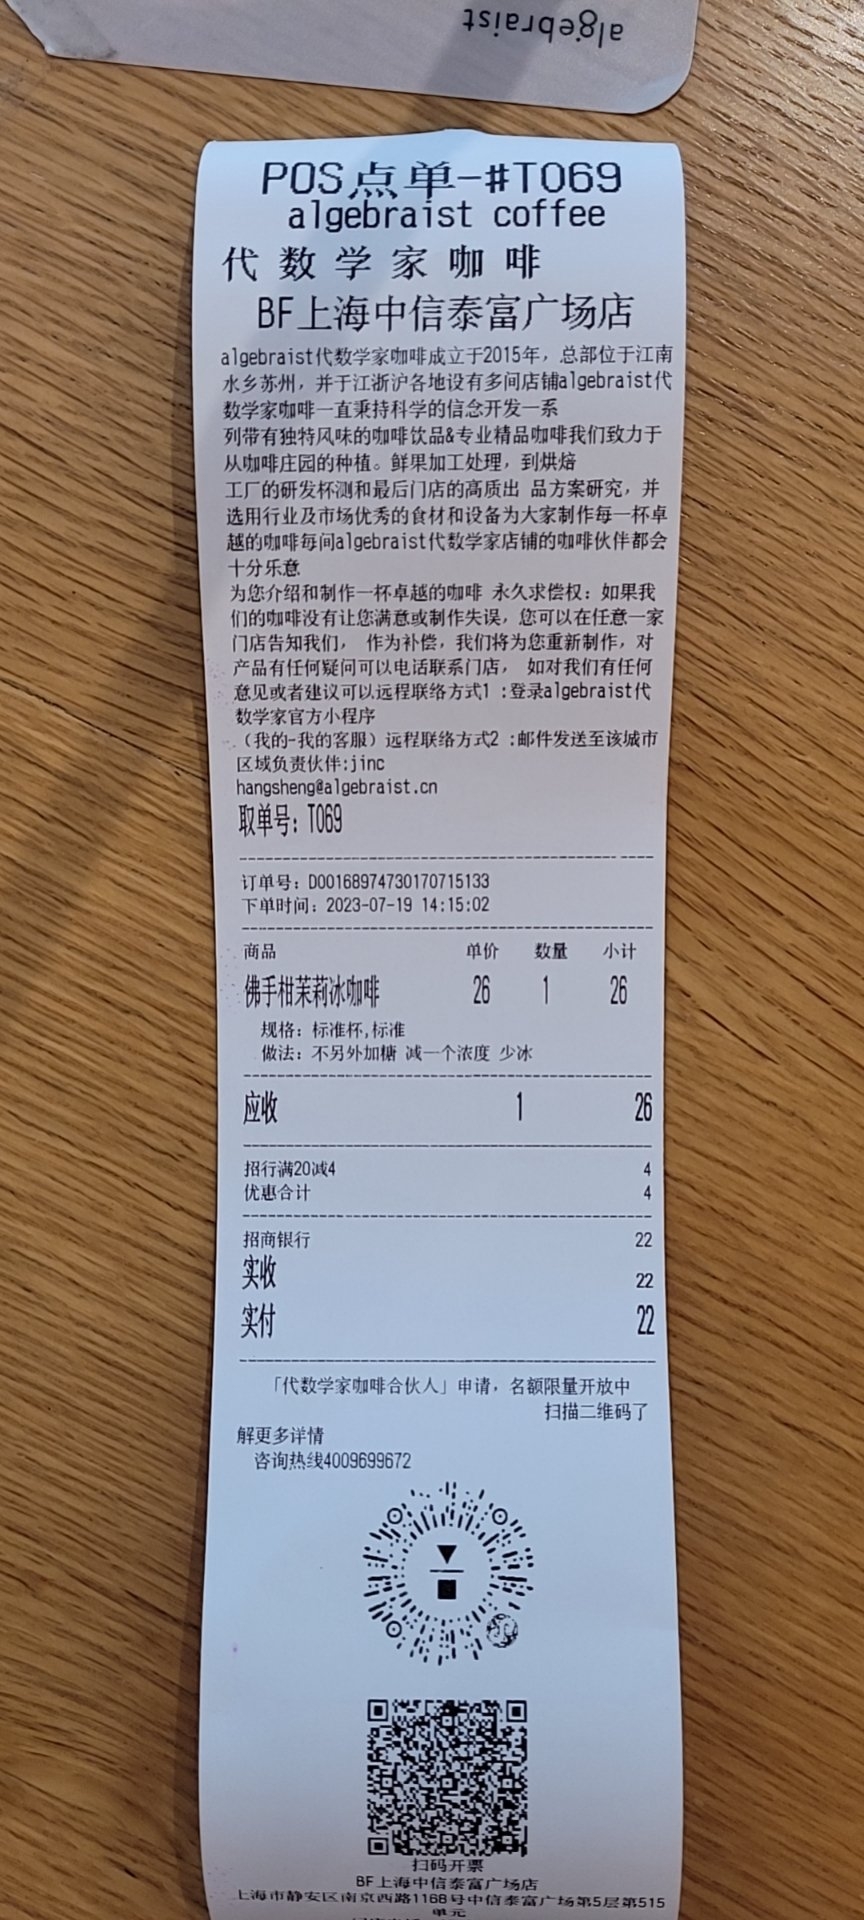 algebraist
POS点单-#T069
algebraist coffee
代数学家咖啡
BF上海中信泰富广场店
algebraist代数学家咖啡成立于2015年，总部位于江南
水乡苏州，并于江浙沪各地设有多间店铺algebraist代
数学家咖啡一直秉持科学的信念开发一系
列带有独特风味的咖啡饮品&专业精品咖啡我们致力于
从咖啡庄园的种植。鲜果加工处理，到烘焙
工厂的研发杯测和最后门店的高质出 品方案研究，并
选用行业及市场优秀的食材和设备为大家制作每一杯卓
越的咖啡每间algebraist代数学家店铺的咖啡伙伴都会
十分乐意
为您介绍和制作一杯卓越的咖啡 永久求偿权：如果我
们的咖啡没有让您满意或制作失误，您可以在任意一家
门店告知我们， 作为补偿，我们将为您重新制作，对
产品有任何疑问可以电话联系门店， 如对我们有任何
意见或者建议可以远程联络方式1 :登录algebraist代
数学家官方小程序
（我的-我的客服）远程联络方式2 :邮件发送至该城市
区域负责伙伴:jinc
hangsheng@algebraist.cn
取单号：T069
订单号：D00168974730170715133
下单时间：2023-07-19 14:15:02
商品 单价 数量 小计
佛手柑茉莉冰咖啡 26 1 26
规格：标准杯,标准
做法：不另外加糖 减一个浓度 少冰
应收 1 26
招行满20减4 4
优惠合计 4
招商银行 22
实收 22
实付 22
「代数学家咖啡合伙人」申请，名额限量开放中
扫描二维码了
解更多详情
咨询热线4009699672
扫码开票
BF上海中信泰富广场店
上海市静安区南京西路1168号中信泰富广场第5层第515
单元